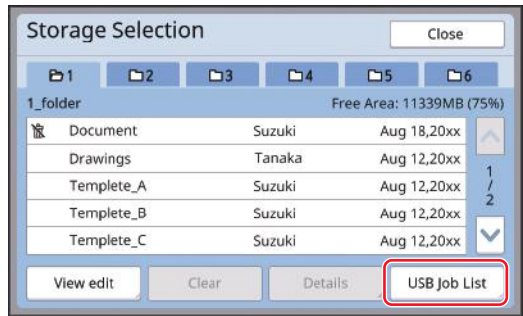 Storage Selection
Close
1
2
3
4
5
6
1_folder
Free Area: 11339MB (75%)
Document Suzuki Aug 18,20xx
Drawings Tanaka Aug 12,20xx
Templete_A Suzuki Aug 12,20xx
Templete_B Suzuki Aug 12,20xx
Templete_C Suzuki Aug 12,20xx
1
/
2
View edit
Clear
Details
USB Job List